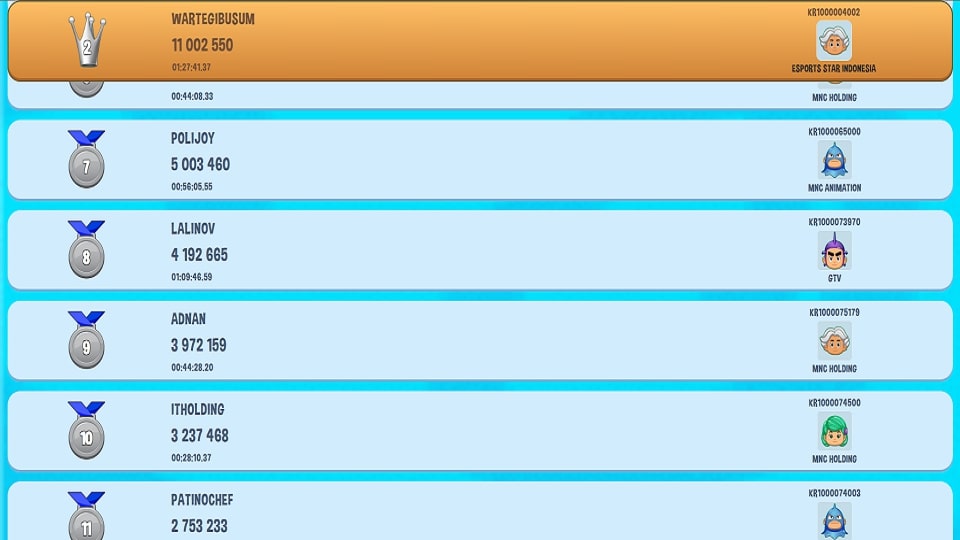 2
WARTEGIBUSUM
11 002 550
01:27:41.37
KR1000004002
ESPORTS STAR INDONESIA
00:44:08.33
MNC HOLDING
7
POLIJOY
5 003 460
00:56:05.55
KR1000065000
MNC ANIMATION
8
LALINOV
4 192 665
01:09:46.59
KR1000073970
GTV
9
ADNAN
3 972 159
00:44:28.20
KR1000075179
MNC HOLDING
10
ITHOLDING
3 237 468
00:28:10.37
KR1000074500
MNC HOLDING
11
PATINOCHEF
2 753 233
KR1000074003